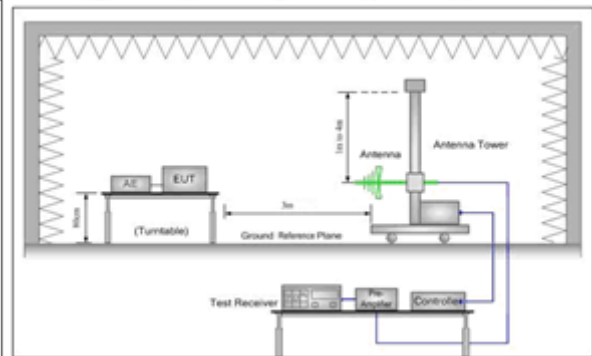 1m to 4m
Antenna
Antenna Tower
AE
EUT
80cm
(Turntable)
3m
Ground Reference Plane
Test Receiver
Pre-
Amplifier
Controller